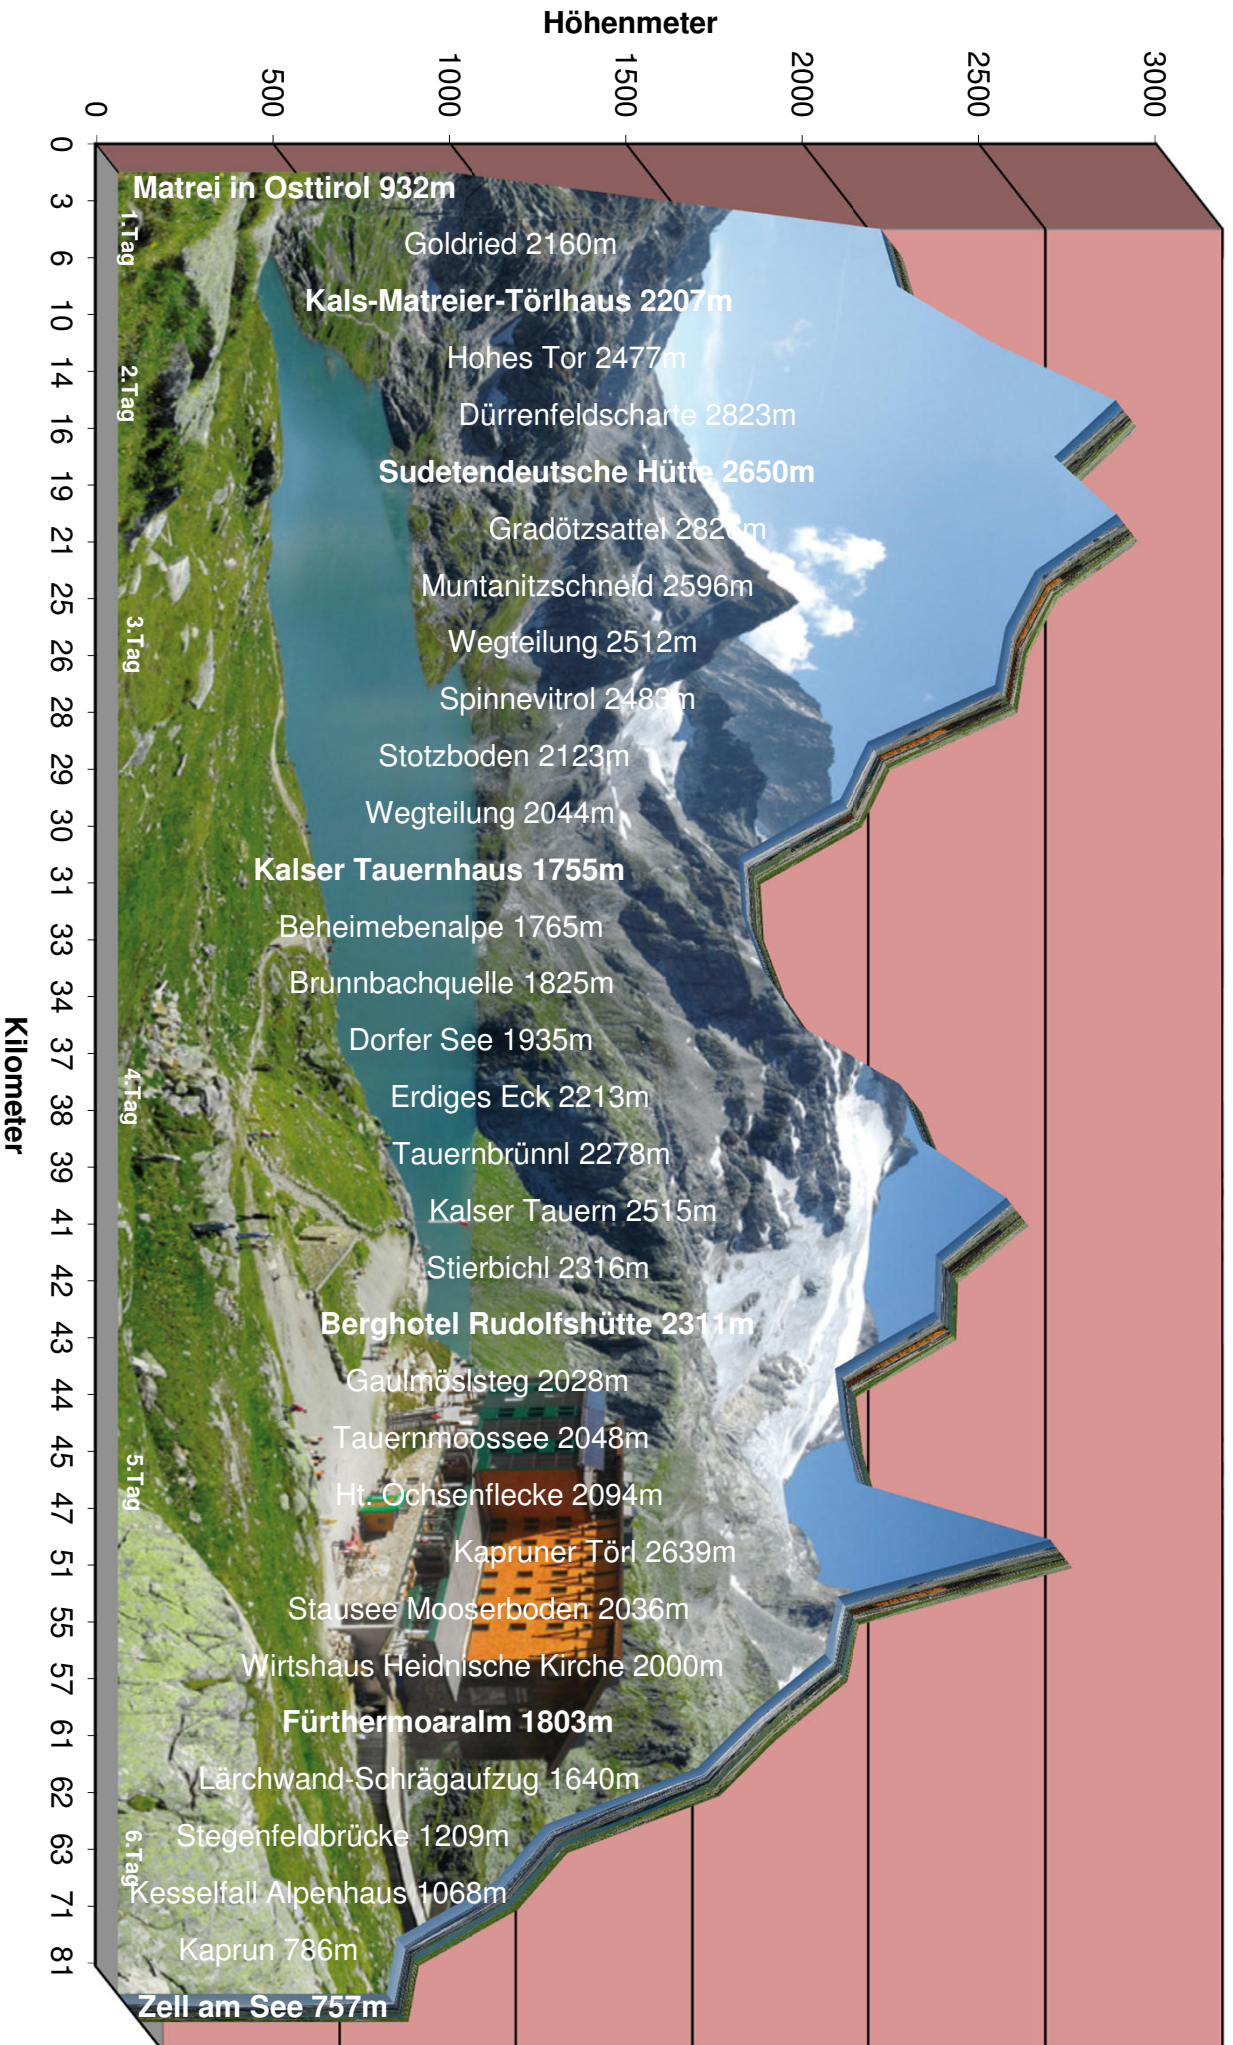 Höhenmeter
0
500
1000
1500
2000
2500
3000
0
3
6
10
14
16
19
21
25
26
28
29
30
31
33
34
37
38
39
41
42
43
44
45
47
51
55
57
61
62
63
71
81
Kilometer
1.Tag
2.Tag
3.Tag
4.Tag
5.Tag
6.Tag
Matrei in Osttirol 932m
Goldried 2160m
Kals-Matreier-Törlhaus 2207m
Hohes Tor 2477m
Dürrenfeldscharte 2823m
Sudetendeutsche Hütte 2650m
Gradötzsattel
Muntanitzschneid 2596m
Wegteilung 2512m
Spinnevitrol 2483m
Stotzboden 2123m
Wegteilung 2044m
Kalser Tauernhaus 1755m
Beheimebenalpe 1765m
Brunnbachquelle 1825m
Dorfer See 1935m
Erdiges Eck 2213m
Tauernbrünnl 2278m
Kalser Tauern 2515m
Stierbichl 2316m
Berghotel Rudolfshütte 2311m
Gaulmöslsteg 2028m
Tauernmoossee 2048m
Ht. Ochsenflecke 2094m
Kapruner Törl 2639m
Stausee Mooserboden 2036m
Wirtshaus Heidnische Kirche 2000m
Fürthermoaralm 1803m
Lärchwand-Schrägaufzug 1640m
Stegenfeldbrücke 1209m
Kesselfall Alpenhaus 1068m
Kaprun 786m
Zell am See 757m